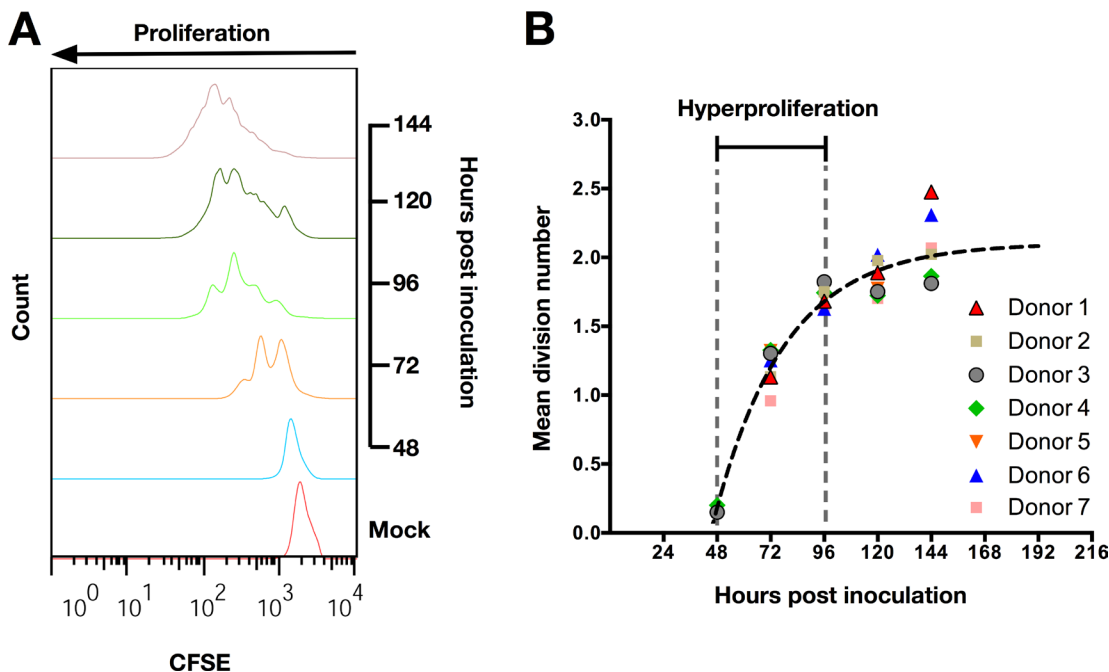 A
Proliferation
Count
144
120
96
72
48
Mock
Hours post inoculation
10^0 10^1 10^2 10^3 10^4
CFSE
B
Hyperproliferation
Mean division number
3.0
2.5
2.0
1.5
1.0
0.5
0.0
24 48 72 96 120 144 168 192 216
Hours post inoculation
Donor 1
Donor 2
Donor 3
Donor 4
Donor 5
Donor 6
Donor 7